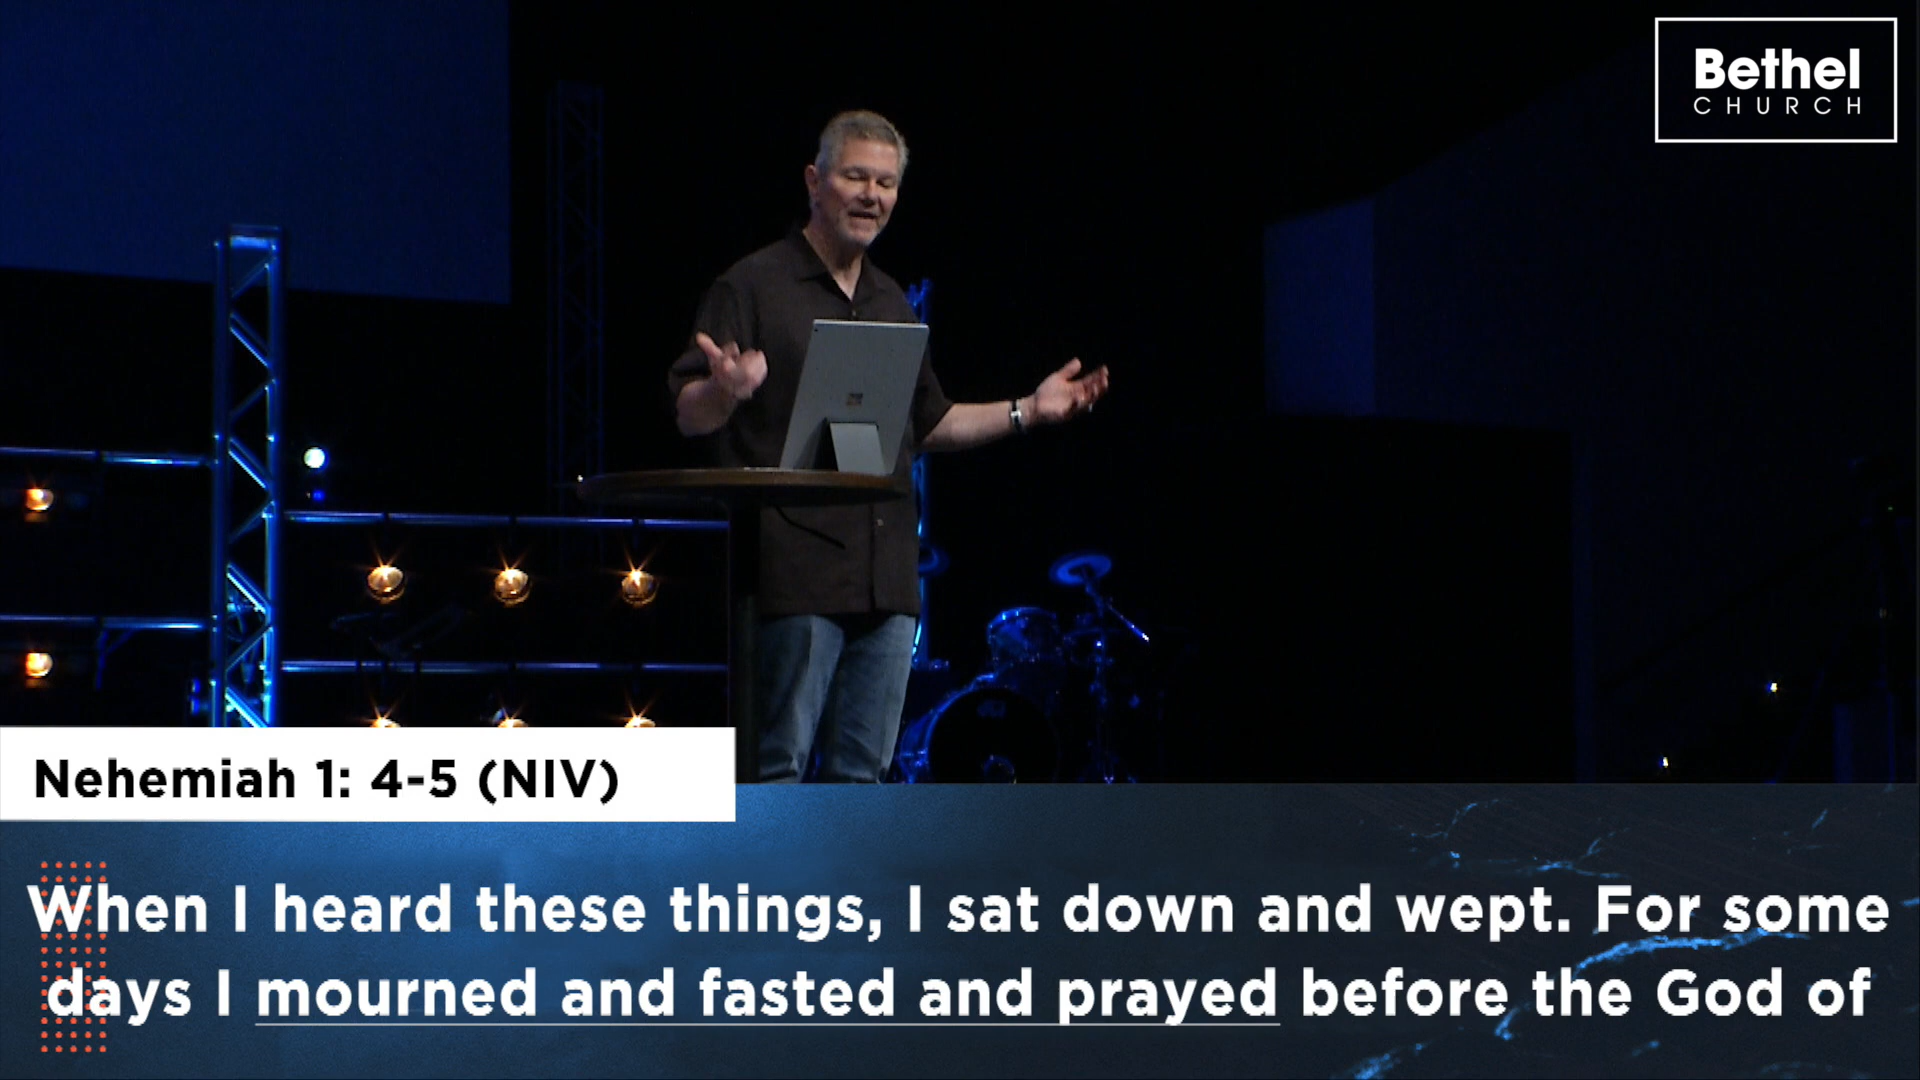 Bethel
CHURCH
Nehemiah 1: 4-5 (NIV)
When I heard these things, I sat down and wept. For some
days I mourned and fasted and prayed before the God of